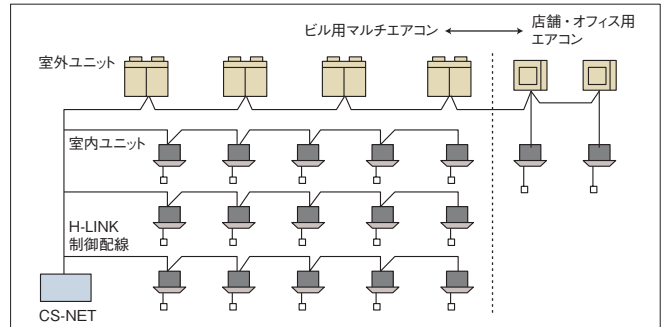 ビル用マルチエアコン
店舗・オフィス用
エアコン
室外ユニット
室内ユニット
H-LINK
制御配線
CS-NET